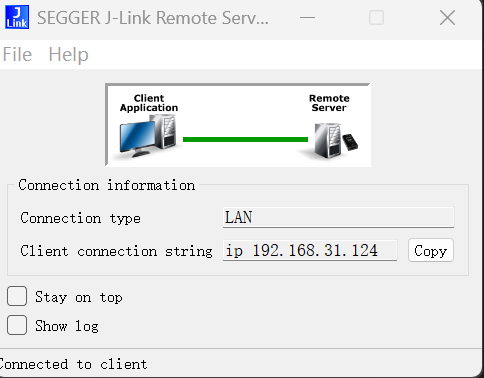 J
Link
SEGGER J-Link Remote Serv...
File Help
Client
Application
Remote
Server
Connection information
Connection type LAN
Client connection string ip 192.168.31.124 Copy
Stay on top
Show log
Connected to client